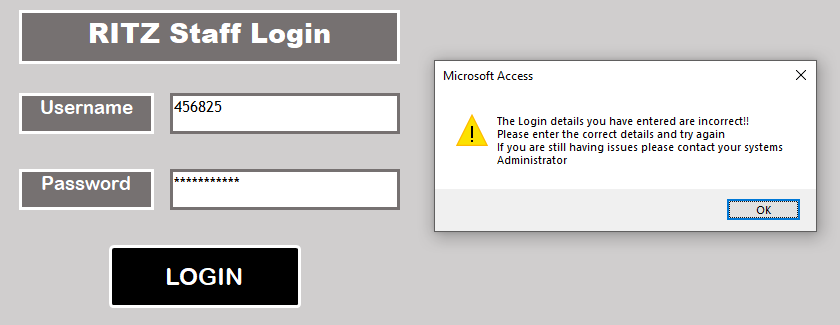 RITZ Staff Login
Username
456825
Password
***********
LOGIN
Microsoft Access
The Login details you have entered are incorrect!!
Please enter the correct details and try again
If you are still having issues please contact your systems
Administrator
OK